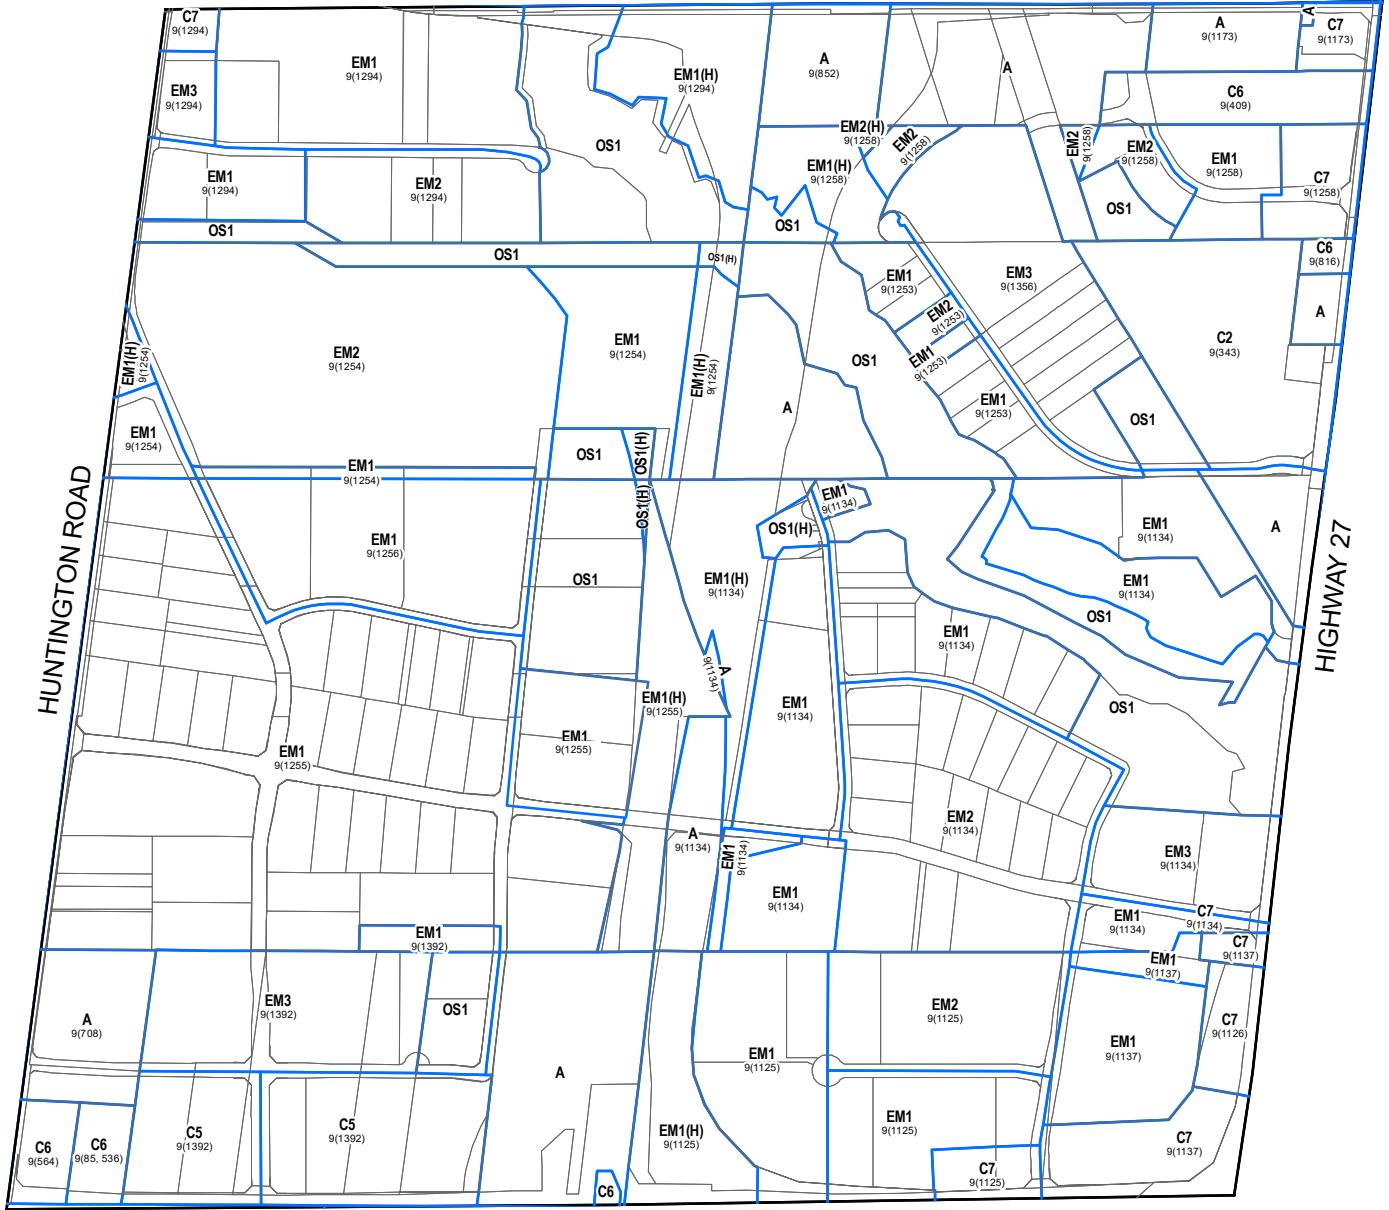 C7
9(1294)
EM1
9(1294)
EM3
9(1294)
EM1(H)
9(1294)
A
9(852)
A
A
9(1173)
A
C7
9(1173)
C6
9(409)
OS1
EM2(H)
9(1258)
EM2
9(1258)
EM2
9(1258)
EM2
9(1258)
EM1
9(1258)
C7
9(1258)
EM1(H)
9(1258)
EM1
9(1294)
EM2
9(1294)
OS1
OS1
OS1
OS1
OS1(H)
C6
9(816)
EM1
9(1253)
EM3
9(1356)
EM2
9(1253)
A
C2
9(343)
EM2
9(1254)
EM1
9(1254)
EM1(H)
9(1254)
EM1(H)
9(1254)
OS1
EM1
9(1253)
EM1
9(1253)
A
OS1
EM1
9(1254)
OS1
OS1(H)
EM1
9(1254)
HUNTINGTON ROAD
EM1
9(1134)
OS1(H)
OS1(H)
EM1
9(1134)
A
EM1
9(1256)
OS1
EM1(H)
9(1134)
EM1
9(1134)
HIGHWAY 27
OS1
EM1
9(1134)
A
9(1134)
EM1(H)
9(1255)
EM1
9(1134)
OS1
EM1
9(1255)
EM1
9(1255)
EM2
9(1134)
A
9(1134)
EM1
9(1134)
EM3
9(1134)
EM1
9(1134)
C7
9(1134)
EM1
9(1134)
EM1
9(1392)
C7
9(1137)
EM1
9(1137)
EM3
9(1392)
OS1
EM2
9(1125)
A
9(708)
C7
9(1126)
EM1
9(1137)
EM1
9(1125)
A
EM1
9(1125)
C5
9(1392)
C5
9(1392)
EM1(H)
9(1125)
C6
9(564)
C6
9(85, 536)
C7
9(1137)
C7
9(1125)
C6